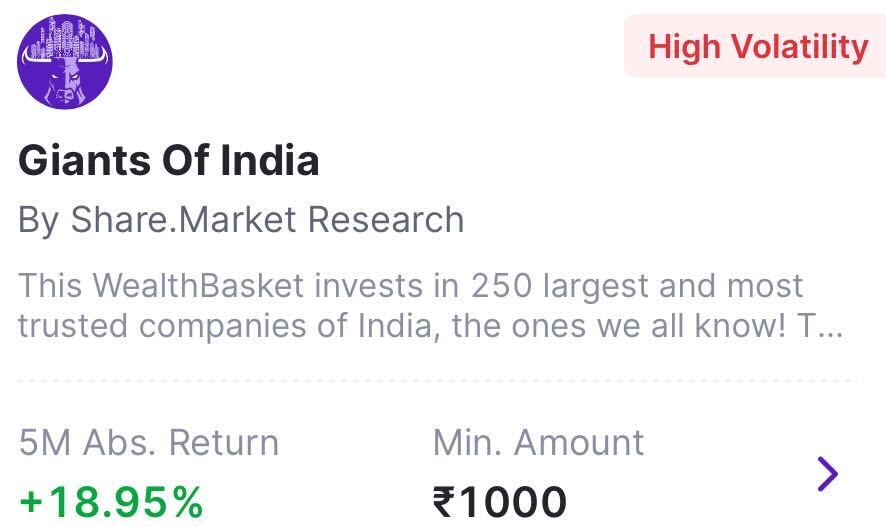 High Volatility
Giants Of India
By Share.Market Research
This WealthBasket invests in 250 largest and most
trusted companies of India, the ones we all know! T...
5M Abs. Return
Min. Amount
+18.95%
₹1000